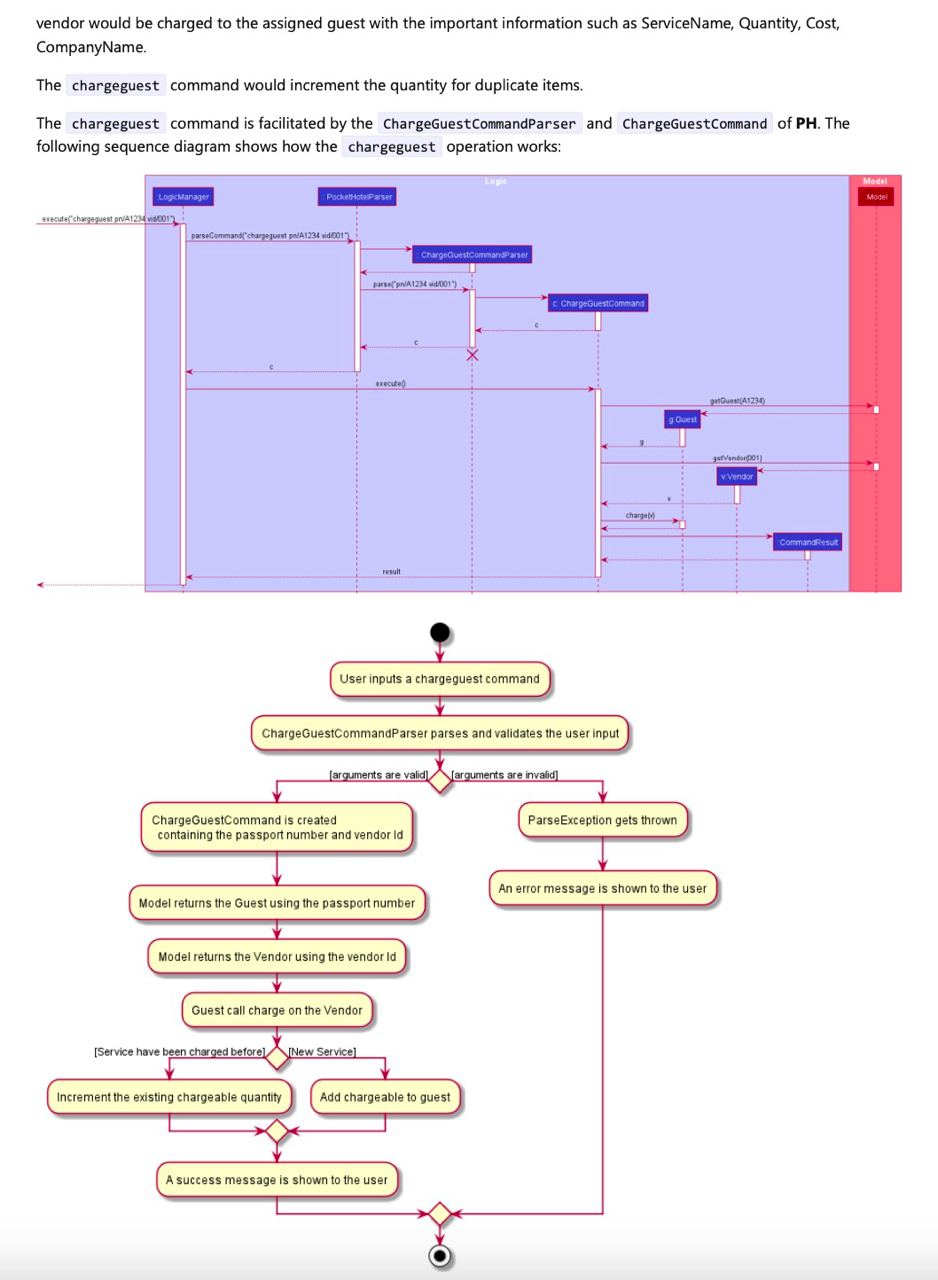 vendor would be charged to the assigned guest with the important information such as ServiceName, Quantity, Cost,
CompanyName.
The chargeguest command would increment the quantity for duplicate items.
The chargeguest command is facilitated by the ChargeGuestCommandParser and ChargeGuestCommand of PH. The
following sequence diagram shows how the chargeguest operation works:
Logic
Model
:LogicManager
: PocketHotelParser
:Model
execute("chargeguest pn/A1234 vid/001")
parseCommand("chargeguest pn/A1234 vid/001")
: ChargeGuestCommandParser
parse("pn/A1234 vid/001")
c: ChargeGuestCommand
c
c
c
execute()
getGuest(A1234)
g:Guest
g
getVendor(001)
v:Vendor
v
charge(v)
:CommandResult
result
User inputs a chargeguest command
ChargeGuestCommandParser parses and validates the user input
[arguments are valid]
[arguments are invalid]
ChargeGuestCommand is created
containing the passport number and vendor Id
ParseException gets thrown
An error message is shown to the user
Model returns the Guest using the passport number
Model returns the Vendor using the vendor Id
Guest call charge on the Vendor
[Service have been charged before]
[New Service]
Increment the existing chargeable quantity
Add chargeable to guest
A success message is shown to the user